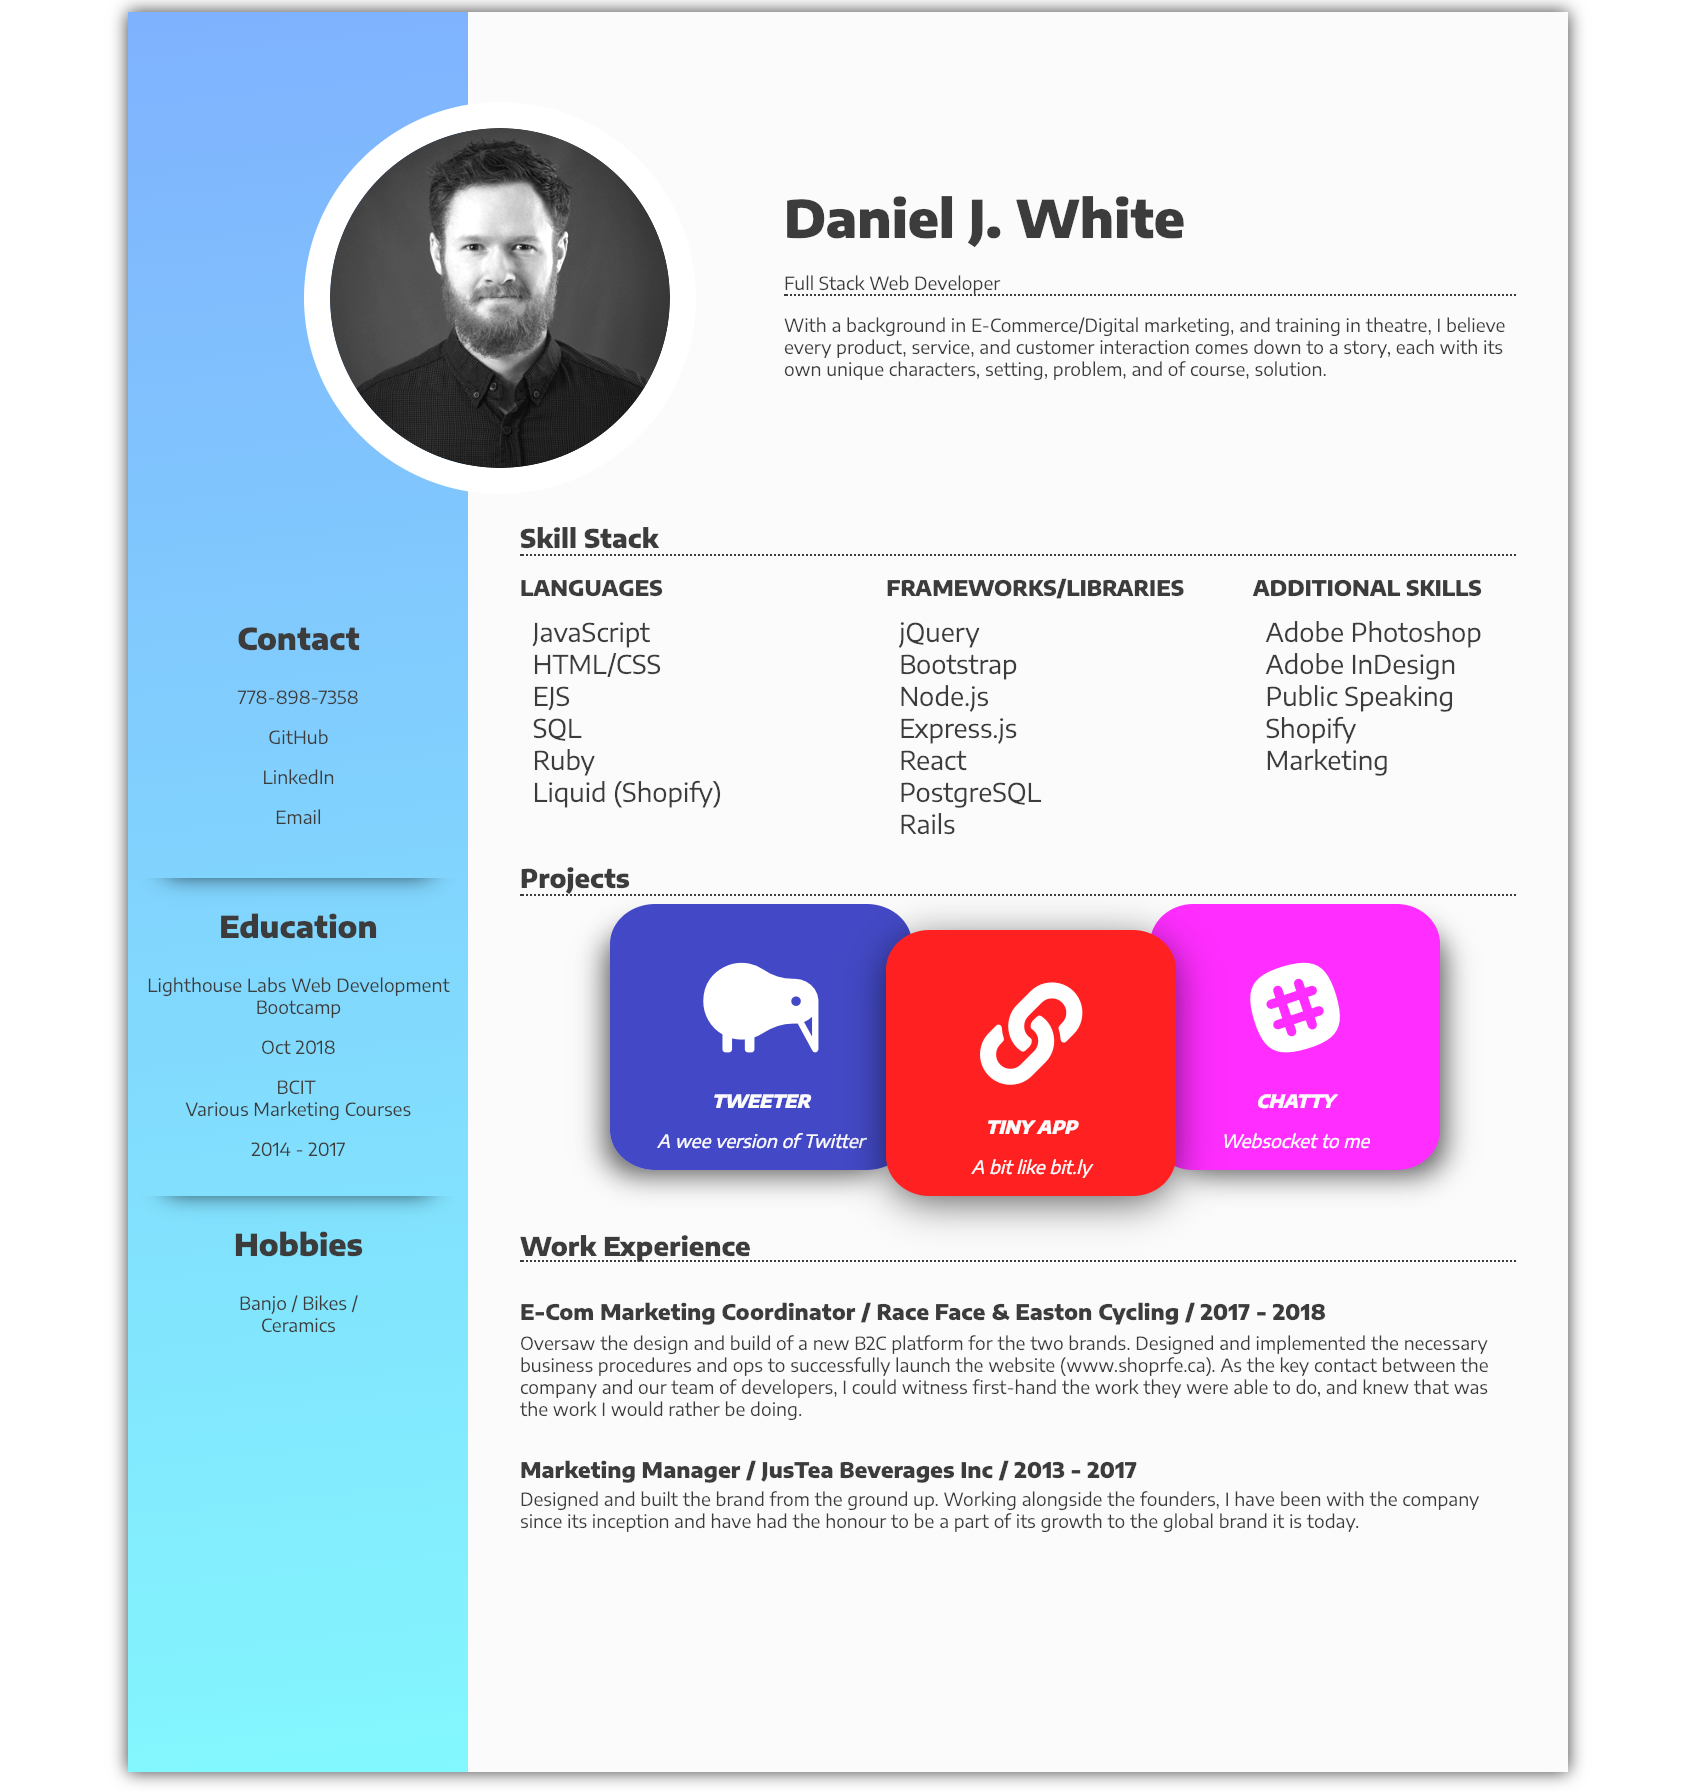 Daniel J. White
Full Stack Web Developer
With a background in E-Commerce/Digital marketing, and training in theatre, I believe
every product, service, and customer interaction comes down to a story, each with its
own unique characters, setting, problem, and of course, solution.
Contact
778-898-7358
GitHub
LinkedIn
Email
Education
Lighthouse Labs Web Development
Bootcamp
Oct 2018
BCIT
Various Marketing Courses
2014 - 2017
Hobbies
Banjo / Bikes /
Ceramics
Skill Stack
LANGUAGES
JavaScript
HTML/CSS
EJS
SQL
Ruby
Liquid (Shopify)
FRAMEWORKS/LIBRARIES
jQuery
Bootstrap
Node.js
Express.js
React
PostgreSQL
Rails
ADDITIONAL SKILLS
Adobe Photoshop
Adobe InDesign
Public Speaking
Shopify
Marketing
Projects
TWEETER
A wee version of Twitter
TINY APP
A bit like bit.ly
CHATTY
Websocket to me
Work Experience
E-Com Marketing Coordinator / Race Face & Easton Cycling / 2017 - 2018
Oversaw the design and build of a new B2C platform for the two brands. Designed and implemented the necessary
business procedures and ops to successfully launch the website (www.shoprfe.ca). As the key contact between the
company and our team of developers, I could witness first-hand the work they were able to do, and knew that was
the work I would rather be doing.
Marketing Manager / JusTea Beverages Inc / 2013 - 2017
Designed and built the brand from the ground up. Working alongside the founders, I have been with the company
since its inception and have had the honour to be a part of its growth to the global brand it is today.